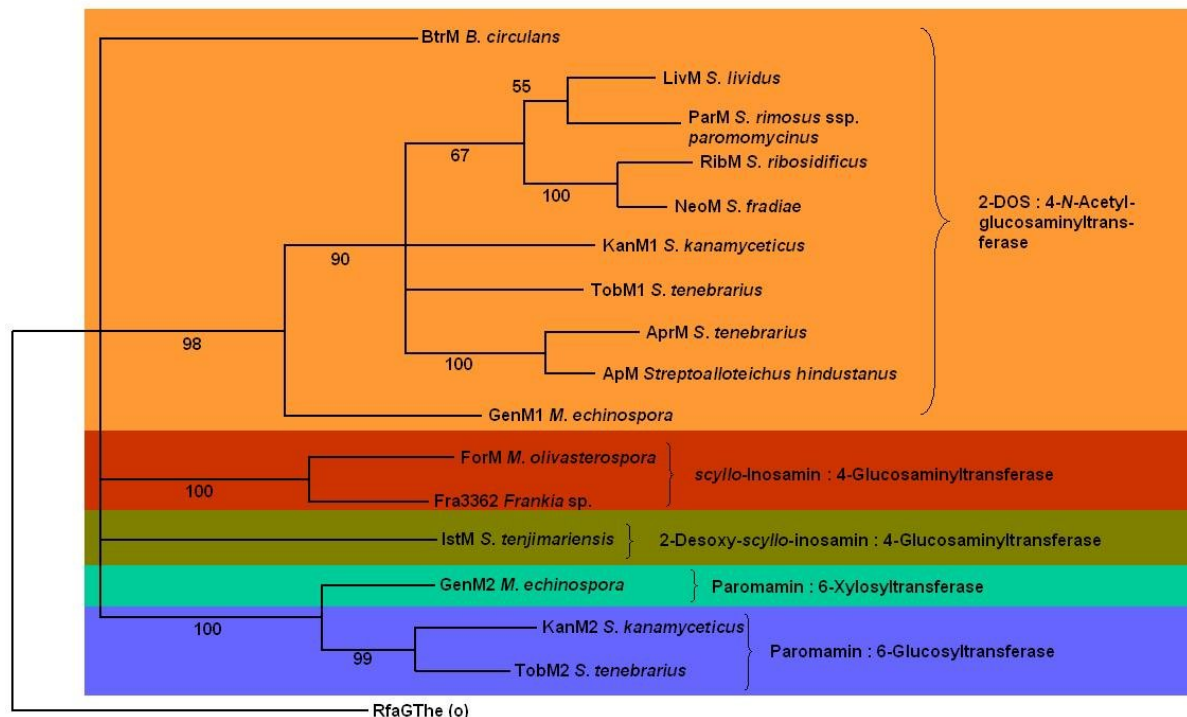 BtrM B. circulans
LivM S. lividus
55
ParM S. rimosus ssp.
paromomycinus
67
RibM S. ribosidificus
100
NeoM S. fradiae
2-DOS : 4-N-Acetyl-
glucosaminyltrans-
ferase
KanM1 S. kanamyceticus
90
TobM1 S. tenebrarius
AprM S. tenebrarius
98
100
ApM Streptoalloteichus hindustanus
GenM1 M. echinospora
ForM M. olivasterospora
scyllo-Inosamin : 4-Glucosaminyltransferase
100
Fra3362 Frankia sp.
IstM S. tenjimariensis
2-Desoxy-scyllo-inosamin : 4-Glucosaminyltransferase
GenM2 M. echinospora
Paromamin : 6-Xylosyltransferase
100
KanM2 S. kanamyceticus
Paromamin : 6-Glucosyltransferase
99
TobM2 S. tenebrarius
RfaGThe (o)